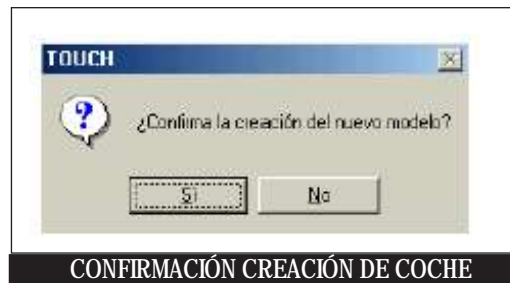 TOUCH
¿Confirma la creación del nuevo modelo?
Sí No
CONFIRMACIÓN CREACIÓN DE COCHE